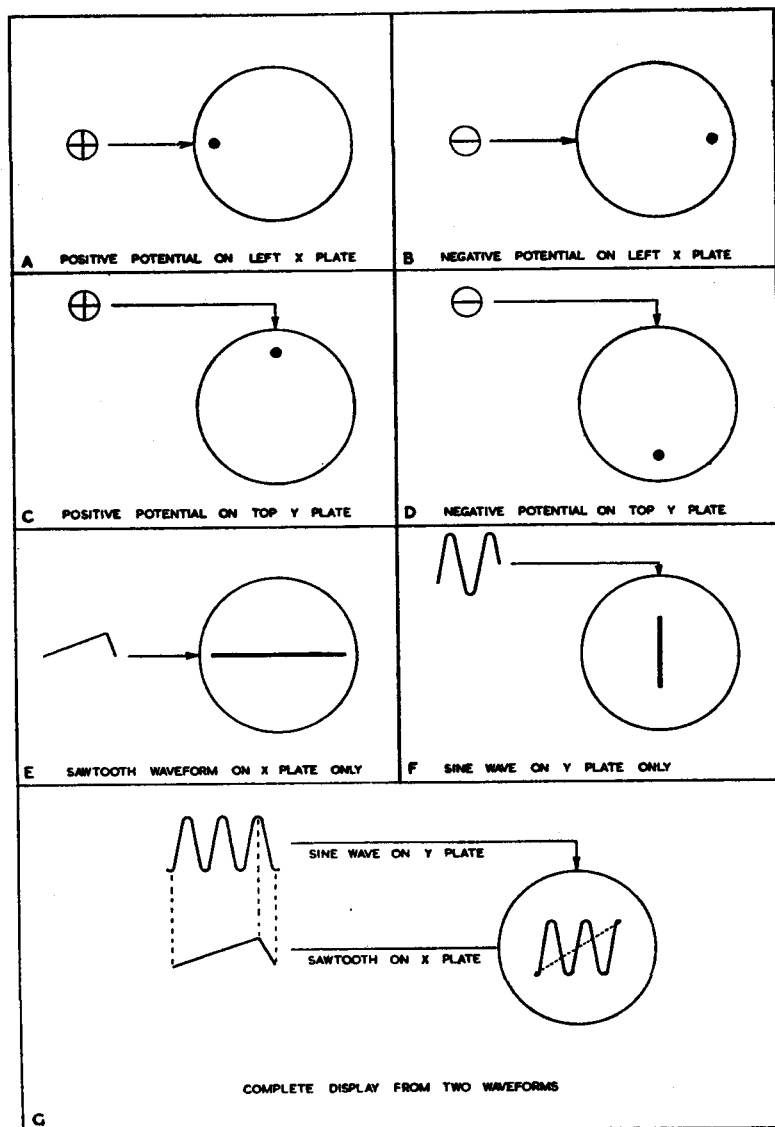 A POSITIVE POTENTIAL ON LEFT X PLATE
B NEGATIVE POTENTIAL ON LEFT X PLATE
C POSITIVE POTENTIAL ON TOP Y PLATE
D NEGATIVE POTENTIAL ON TOP Y PLATE
E SAWTOOTH WAVEFORM ON X PLATE ONLY
F SINE WAVE ON Y PLATE ONLY
SINE WAVE ON Y PLATE
SAWTOOTH ON X PLATE
COMPLETE DISPLAY FROM TWO WAVEFORMS
G